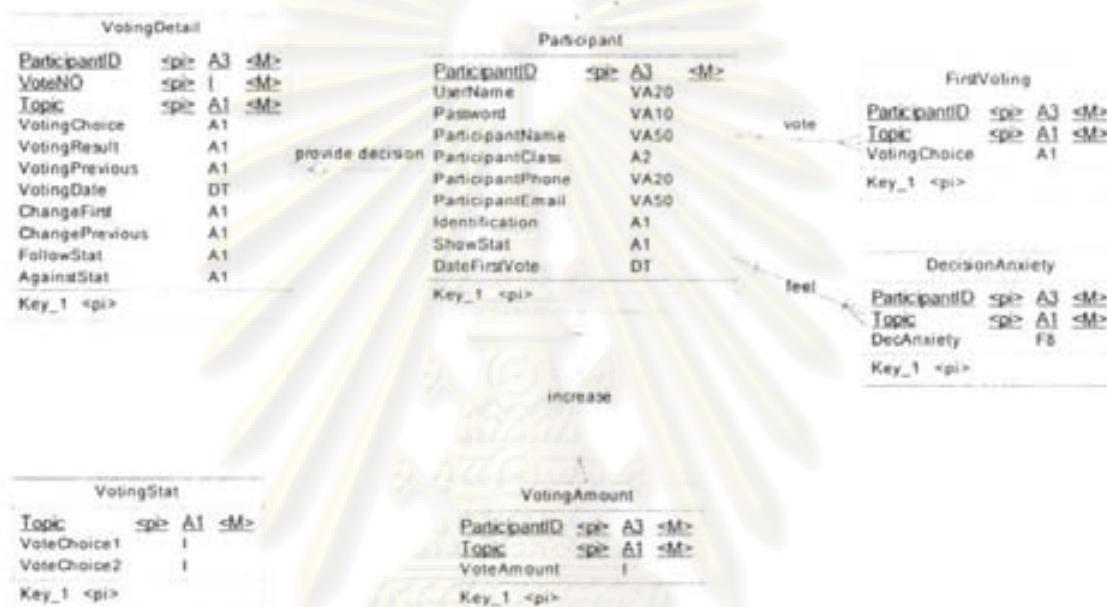 VotingDetail
ParticipantID <pi> A3 <M>
VoteNO <pi> I <M>
Topic <pi> A1 <M>
VotingChoice A1
VotingResult A1
VotingPrevious A1
VotingDate DT
ChangeFirst A1
ChangePrevious A1
FollowStat A1
AgainstStat A1
Key_1 <pi>
provide decision
Participant
ParticipantID <pi> A3 <M>
UserName VA20
Password VA10
ParticipantName VA50
ParticipantClass A2
ParticipantPhone VA20
ParticipantEmail VA50
Identification A1
ShowStat A1
DateFirstVote DT
Key_1 <pi>
vote
FirstVoting
ParticipantID <pi> A3 <M>
Topic <pi> A1 <M>
VotingChoice A1
Key_1 <pi>
feel
DecisionAnxiety
ParticipantID <pi> A3 <M>
Topic <pi> A1 <M>
DecAnxiety F8
Key_1 <pi>
increase
VotingStat
Topic <pi> A1 <M>
VoteChoice1 I
VoteChoice2 I
Key_1 <pi>
VotingAmount
ParticipantID <pi> A3 <M>
Topic <pi> A1 <M>
VoteAmount I
Key_1 <pi>